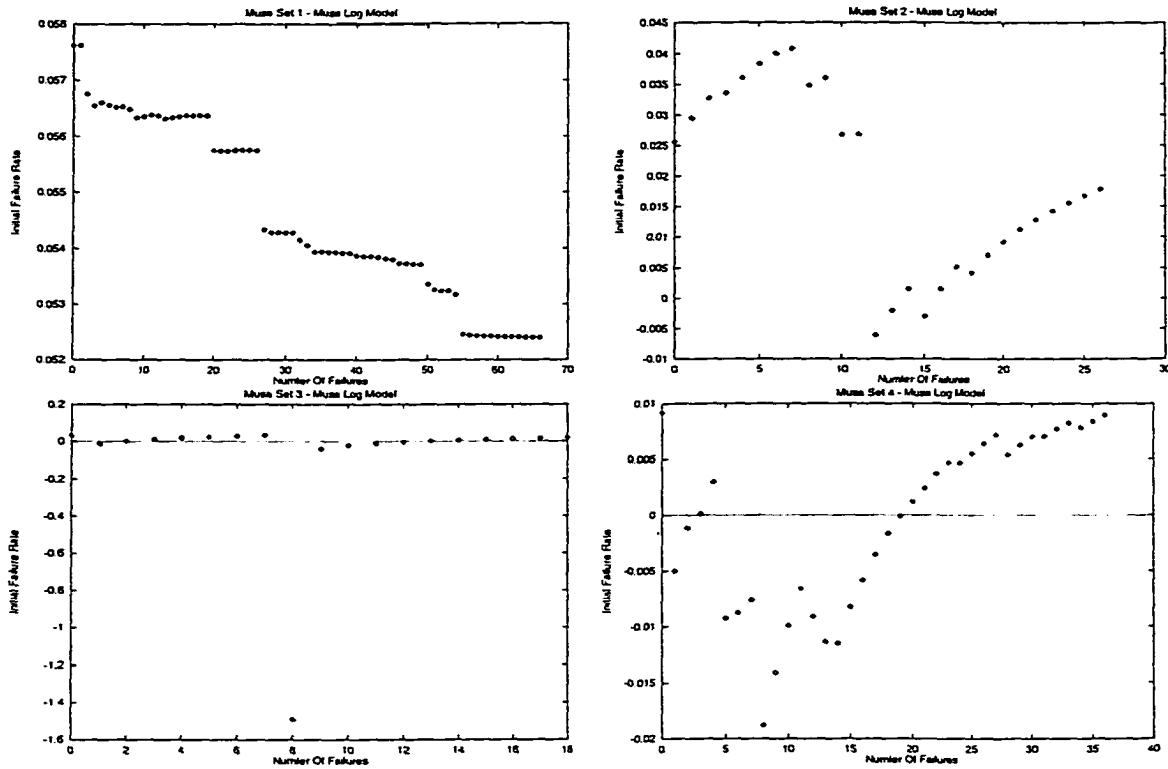 Musa Set 1 - Musa Log Model
0.058
0.057
0.056
0.055
0.054
0.053
0.052
Initial Failure Rate
0 10 20 30 40 50 60 70
Number Of Failures
Musa Set 2 - Musa Log Model
0.045
0.04
0.035
0.03
0.025
0.02
0.015
0.01
0.005
0
-0.005
-0.01
Initial Failure Rate
0 5 10 15 20 25 30
Number Of Failures
Musa Set 3 - Musa Log Model
0.2
0
-0.2
-0.4
-0.6
-0.8
-1
-1.2
-1.4
-1.6
Initial Failure Rate
0 2 4 6 8 10 12 14 16 18
Number Of Failures
Musa Set 4 - Musa Log Model
0.01
0.005
0
-0.005
-0.01
-0.015
-0.02
Initial Failure Rate
0 5 10 15 20 25 30 35 40
Number Of Failures